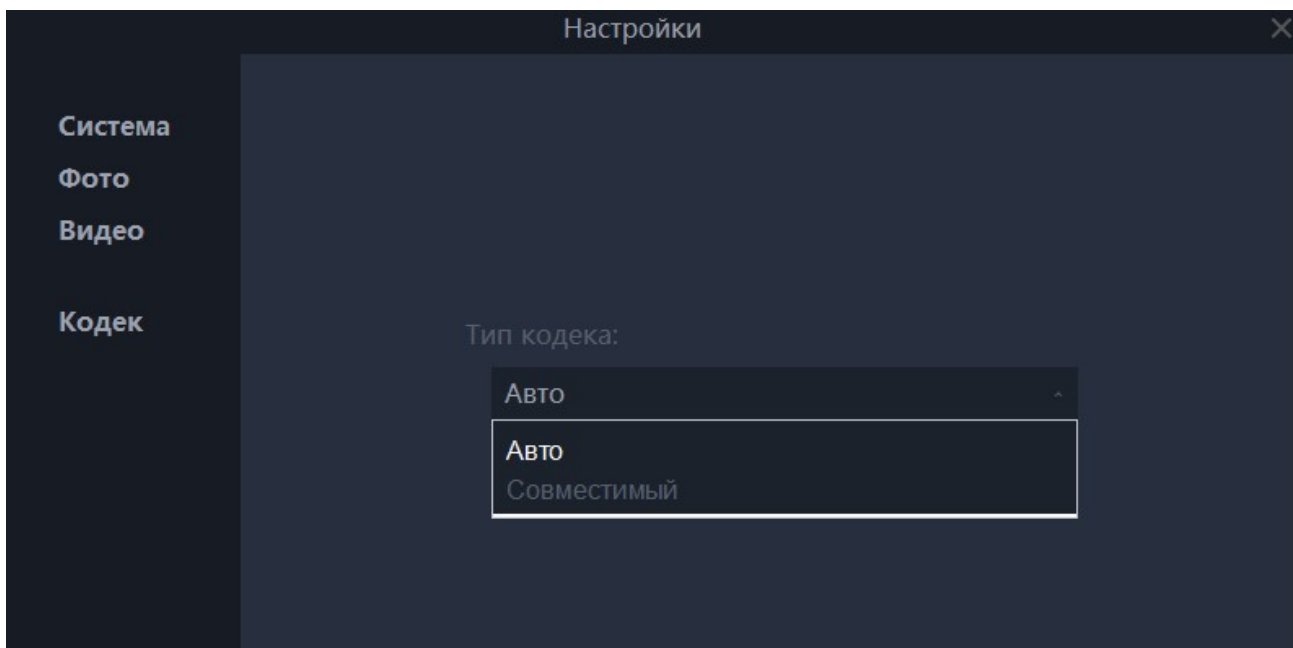 Настройки
Система
Фото
Видео
Кодек
Тип кодека:
Авто
Авто
Совместимый